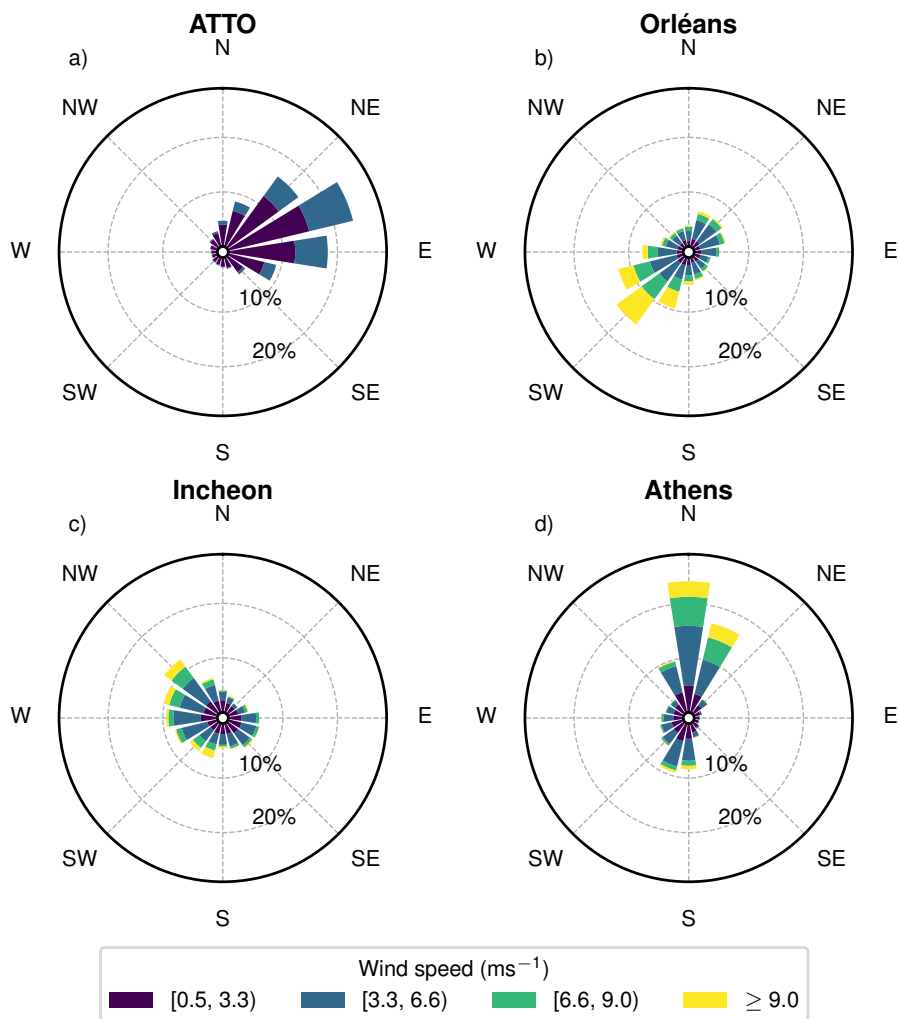 ATTO
Orléans
a) N
b) N
NW NE
NW NE
W E
W E
10%
10%
20%
20%
SW SE
SW SE
S
S
Incheon
Athens
c) N
d) N
NW NE
NW NE
W E
W E
10%
10%
20%
20%
SW SE
SW SE
S
S
Wind speed (ms⁻¹)
[0.5, 3.3) [3.3, 6.6) [6.6, 9.0) ≥ 9.0